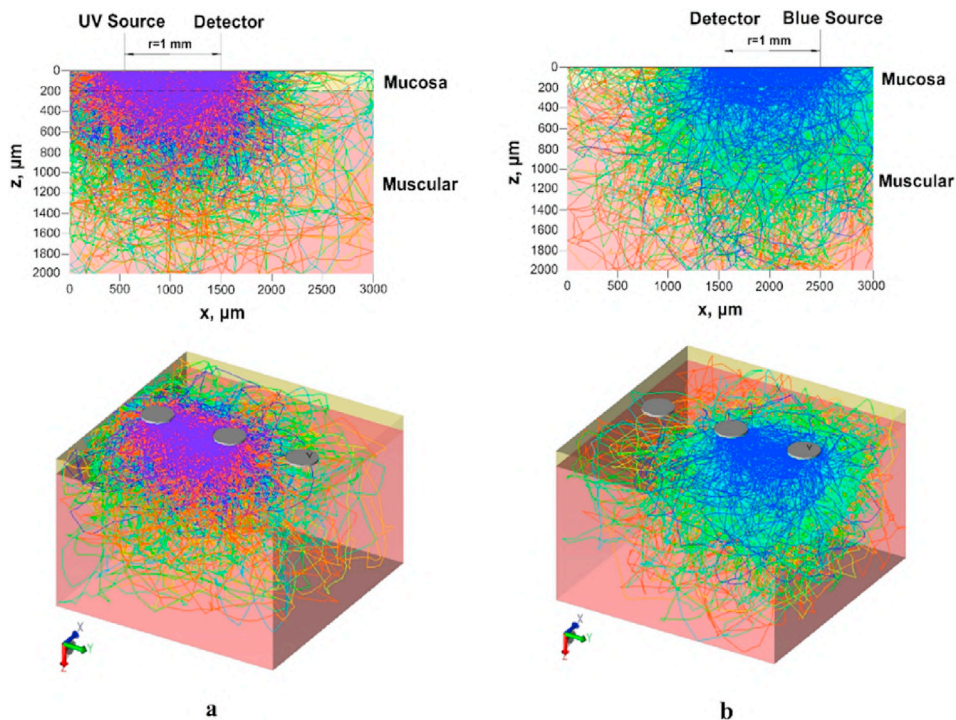 UV Source Detector
r=1 mm
0
200
400
600
800
1000
1200
1400
1600
1800
2000
z, µm
Mucosa
Muscular
0 500 1000 1500 2000 2500 3000
x, µm
Detector Blue Source
r=1 mm
0
200
400
600
800
1000
1200
1400
1600
1800
2000
z, µm
Mucosa
Muscular
0 500 1000 1500 2000 2500 3000
x, µm
Y
X
Y
Z
Y
X
Y
Z
a
b